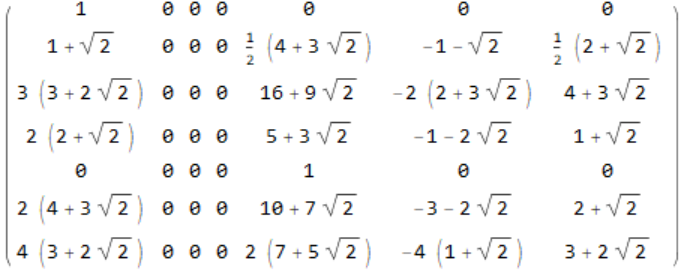 1 0 0 0 0 0 0
1 + √2 0 0 0 1/2 (4 + 3 √2) -1 - √2 1/2 (2 + √2)
3 (3 + 2 √2) 0 0 0 16 + 9 √2 -2 (2 + 3 √2) 4 + 3 √2
2 (2 + √2) 0 0 0 5 + 3 √2 -1 - 2 √2 1 + √2
0 0 0 0 1 0 0
2 (4 + 3 √2) 0 0 0 10 + 7 √2 -3 - 2 √2 2 + √2
4 (3 + 2 √2) 0 0 0 2 (7 + 5 √2) -4 (1 + √2) 3 + 2 √2